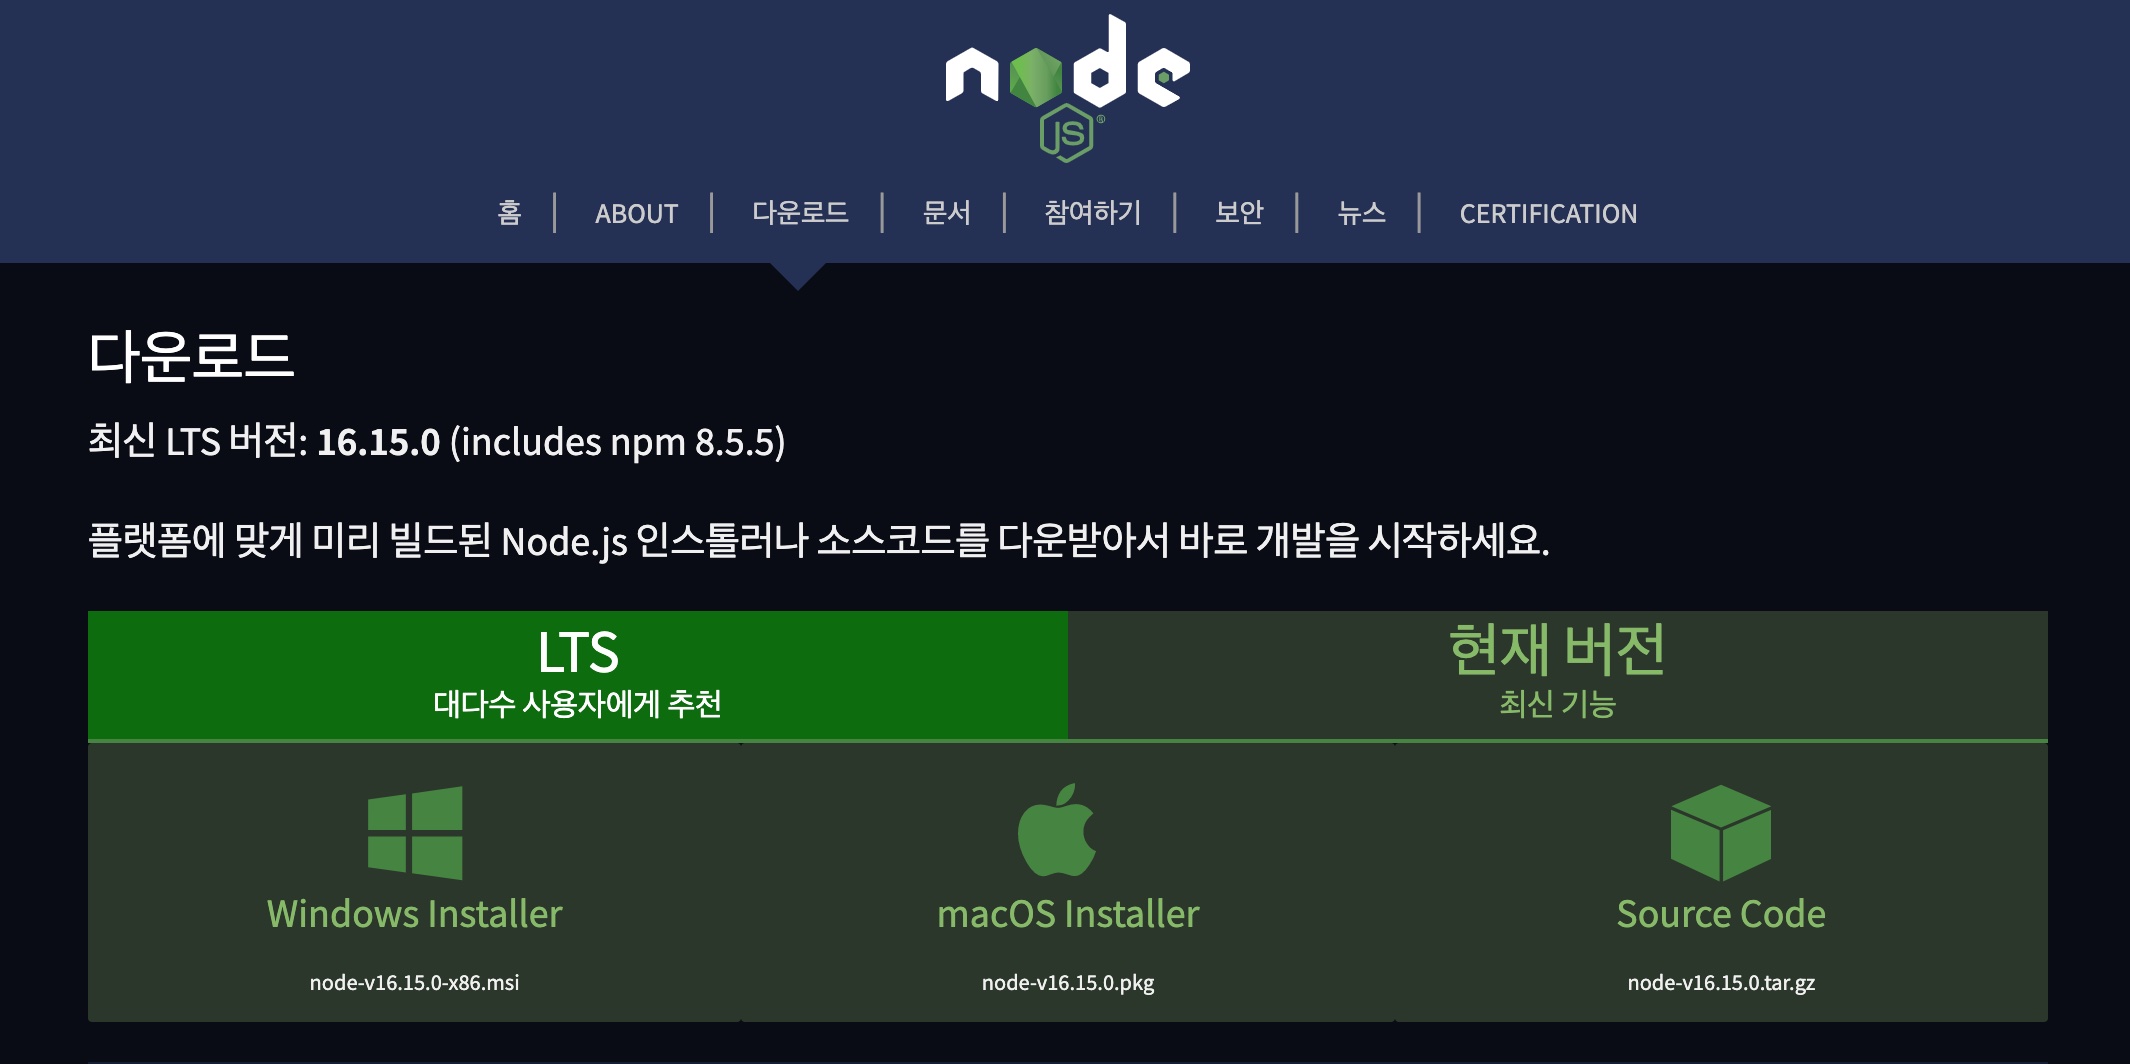 node
JS®
홈 ABOUT 다운로드 문서 참여하기 보안 뉴스 CERTIFICATION
다운로드
최신 LTS 버전: 16.15.0 (includes npm 8.5.5)
플랫폼에 맞게 미리 빌드된 Node.js 인스톨러나 소스코드를 다운받아서 바로 개발을 시작하세요.
LTS
대다수 사용자에게 추천
현재 버전
최신 기능
Windows Installer
node-v16.15.0-x86.msi
macOS Installer
node-v16.15.0.pkg
Source Code
node-v16.15.0.tar.gz